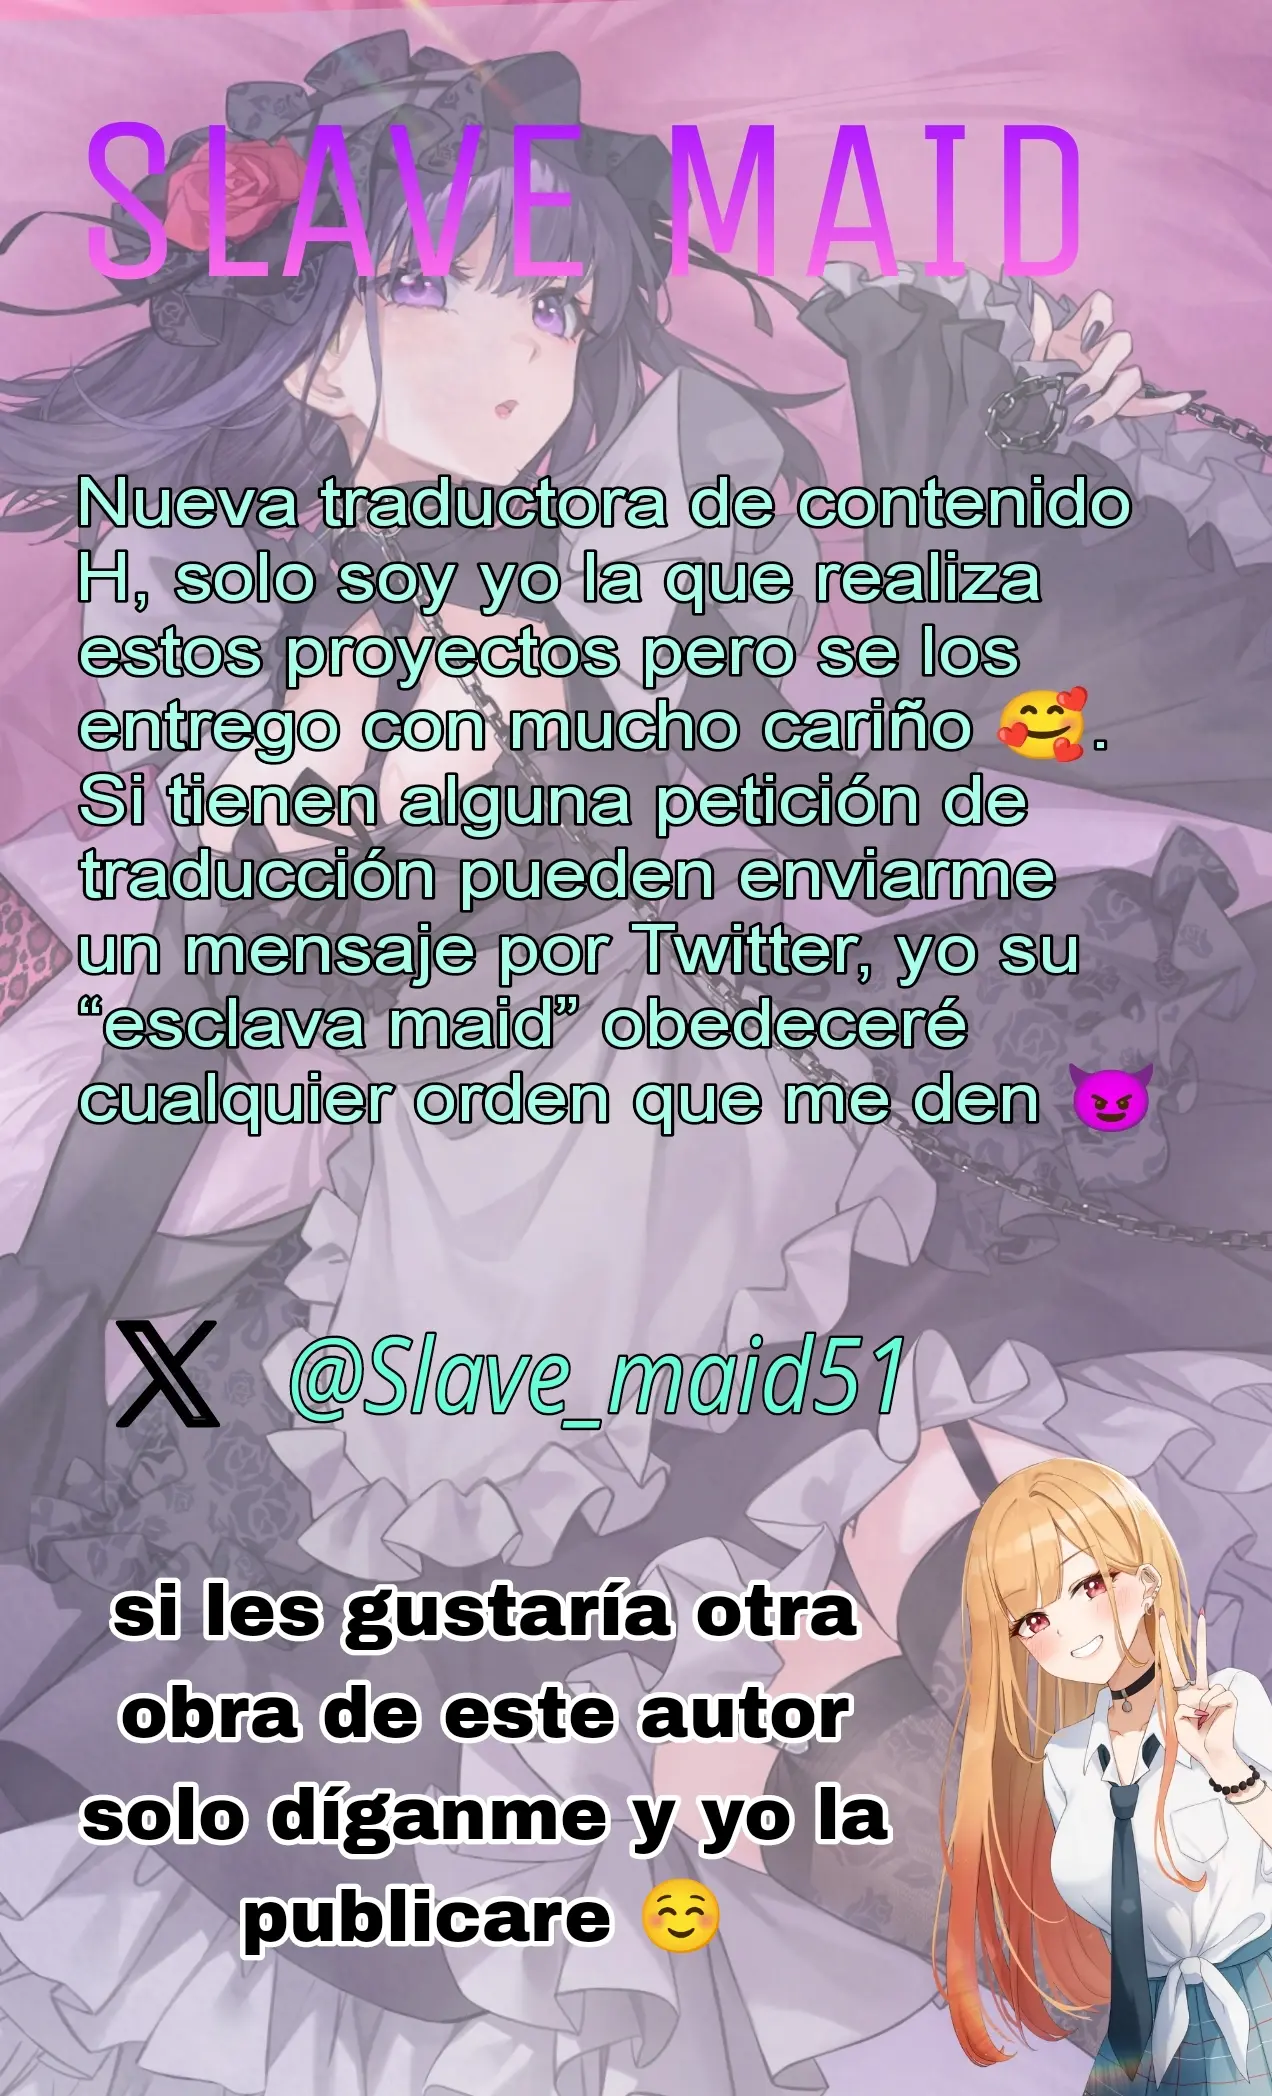 SLAVE MAID
Nueva traductora de contenido
H, solo soy yo la que realiza
estos proyectos pero se los
entrego con mucho cariño 🥰.
Si tienen alguna petición de
traducción pueden enviarme
un mensaje por Twitter, yo su
“esclava maid” obedeceré
cualquier orden que me den 😈
X @Slave_maid51
si les gustaría otra
obra de este autor
solo díganme y yo la
publicare ☺️